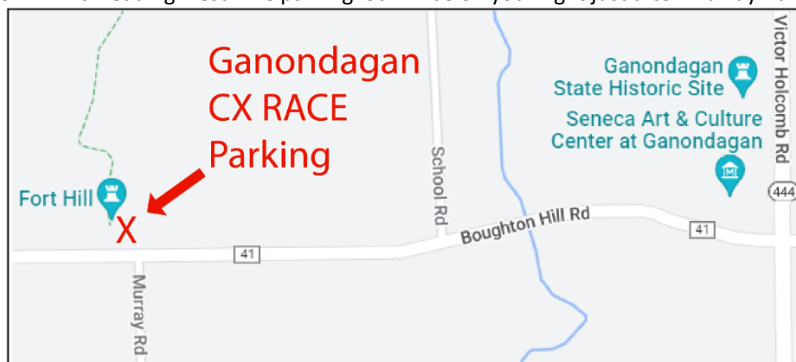 Ganondagan
CX RACE
Parking
Ganondagan
State Historic Site
Seneca Art & Culture
Center at Ganondagan
Victor Holcomb Rd
444
Fort Hill
X
School Rd
Boughton Hill Rd
41
41
Murray Rd